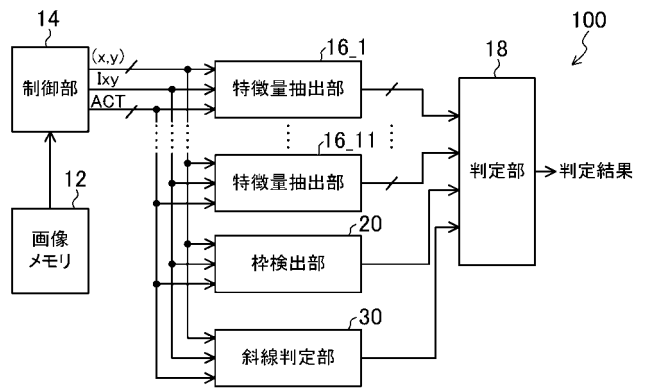 100
14
制御部
(x,y)
Ixy
ACT
16_1
特徴量抽出部
18
判定部
判定結果
16_11
特徴量抽出部
12
画像
メモリ
20
枠検出部
30
斜線判定部